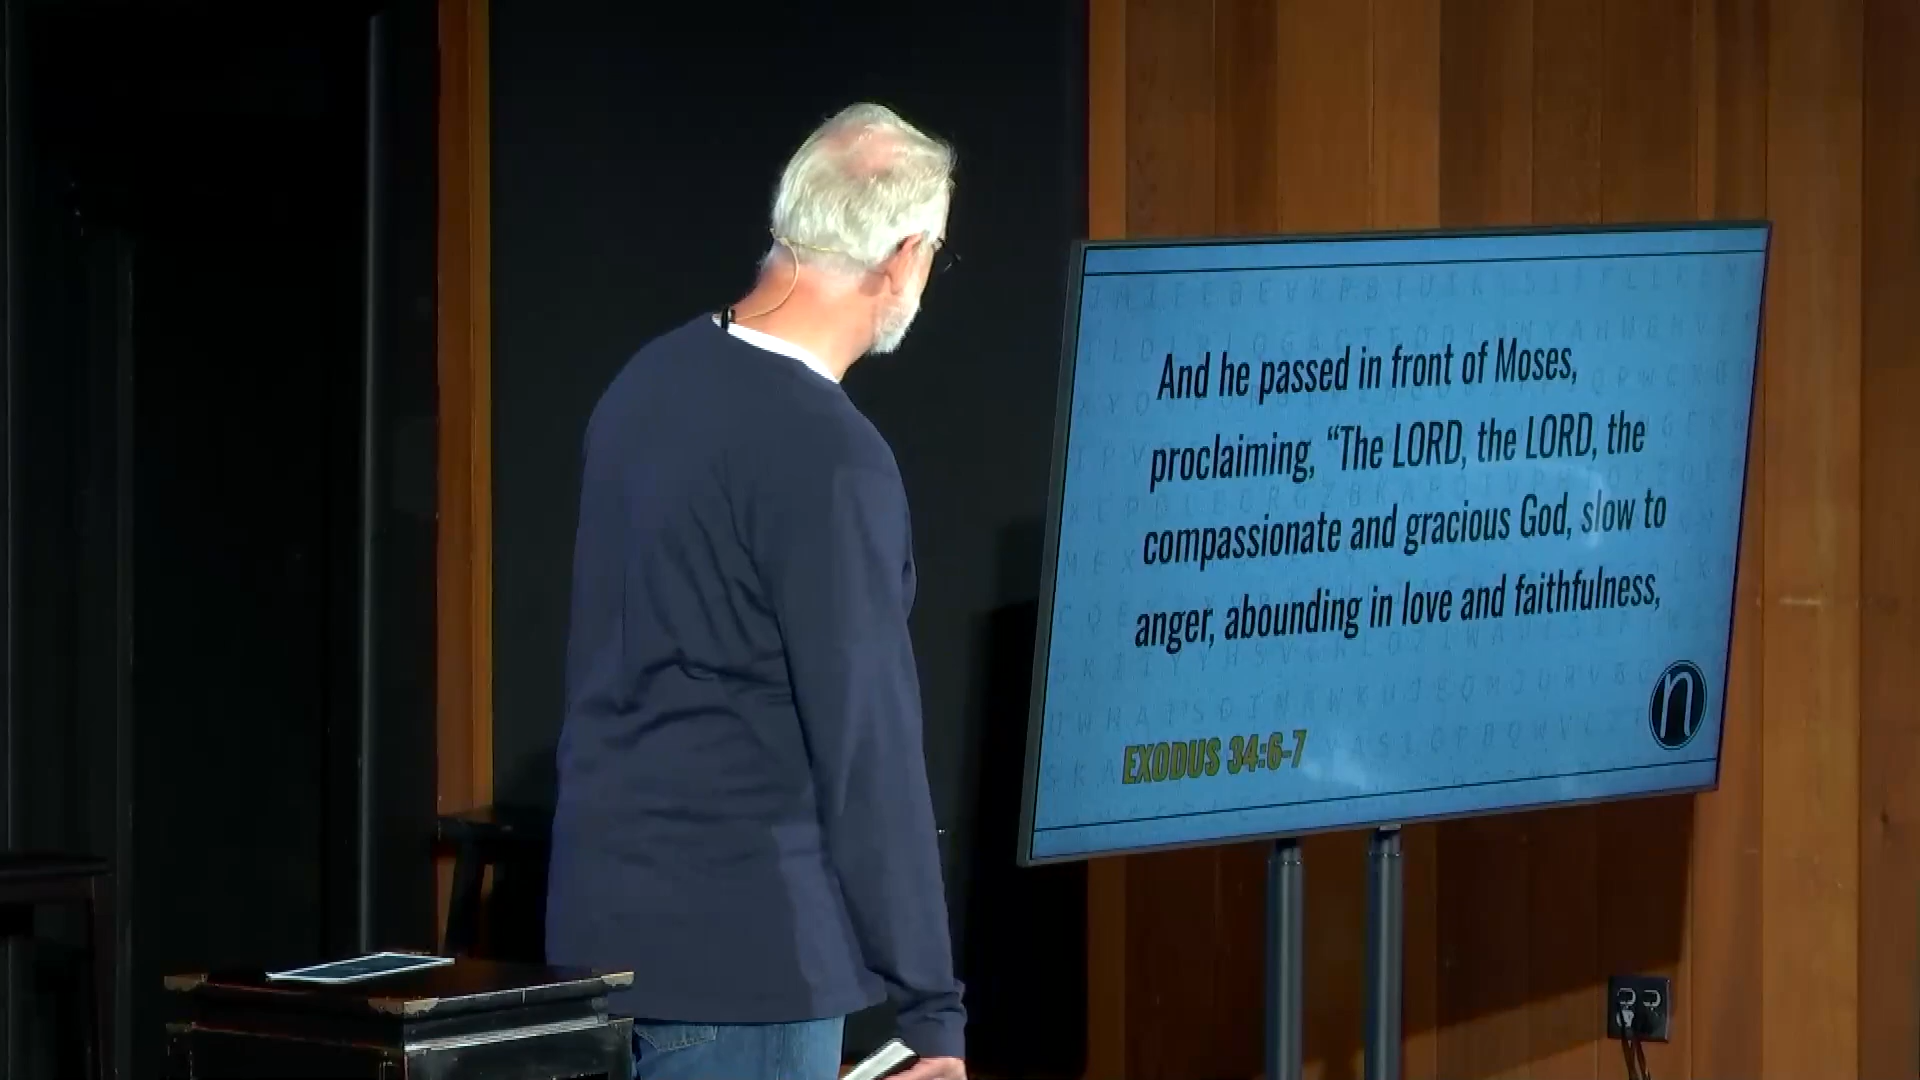 And he passed in front of Moses,
proclaiming, “The LORD, the LORD, the
compassionate and gracious God, slow to
anger, abounding in love and faithfulness,
EXODUS 34:6-7
n